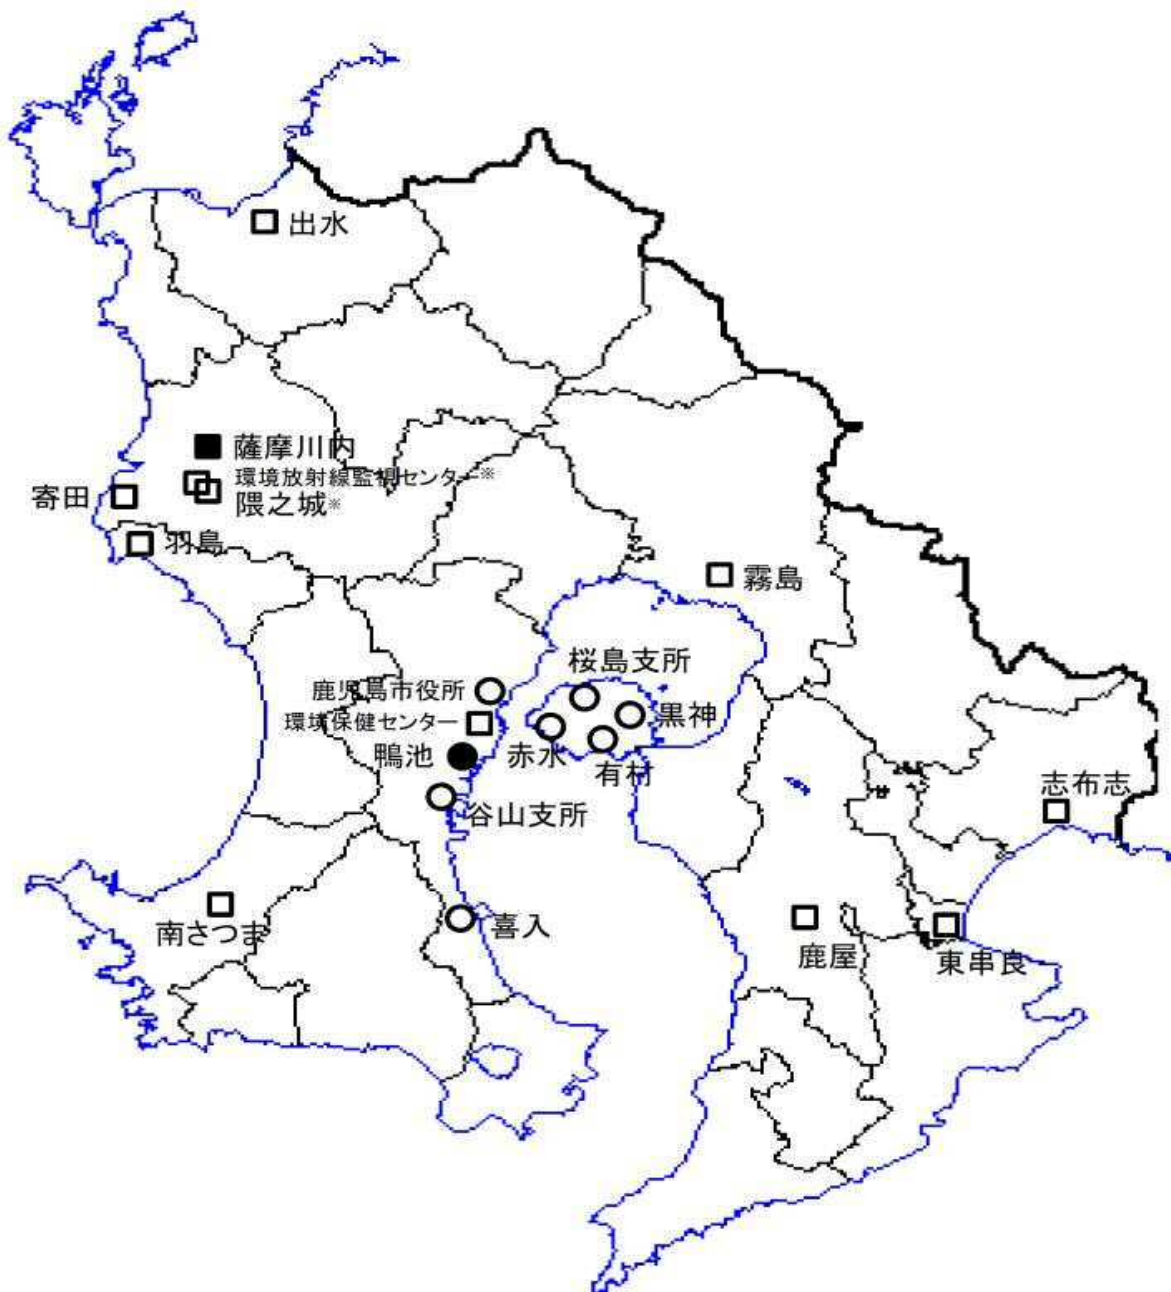 出水
薩摩川内
環境放射線監視センター※
寄田
隈之城※
羽島
霧島
桜島支所
鹿児島市役所
黒神
環境保健センター
鴨池
赤水
有村
志布志
谷山支所
南さつま
喜入
鹿屋
東串良